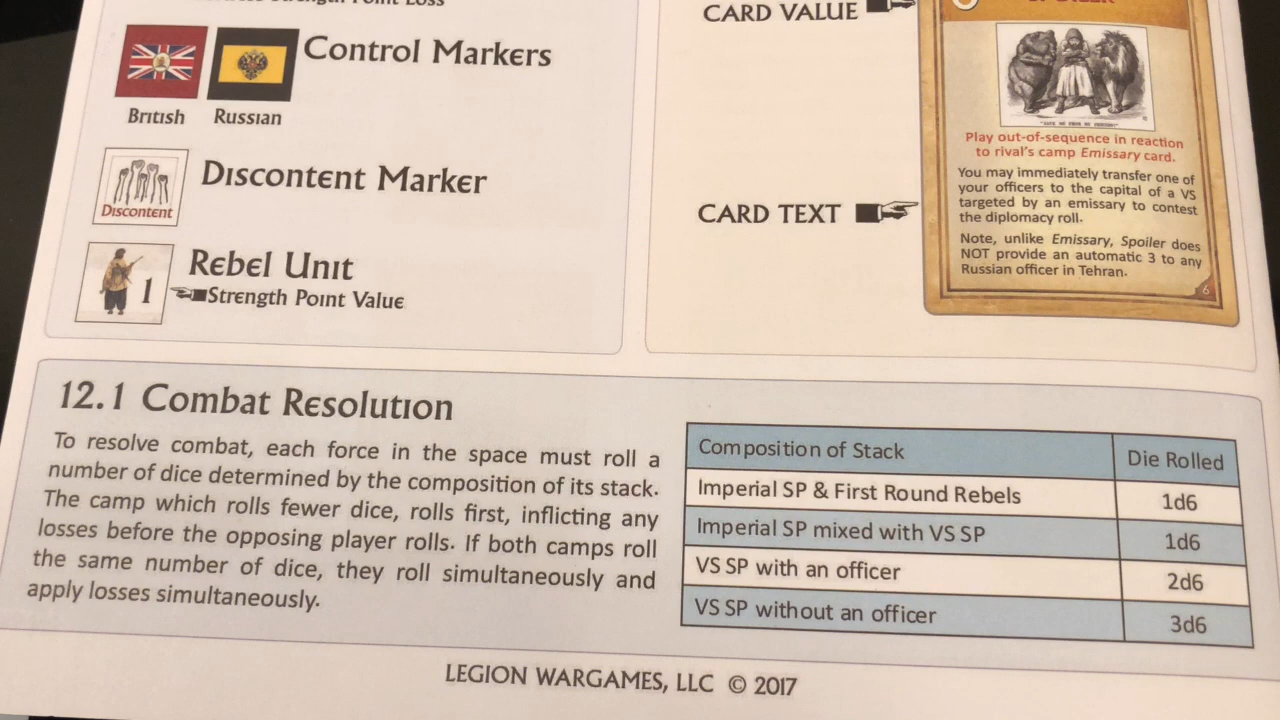 Strength Point Loss
Control Markers
British Russian
Discontent Marker
Discontent
Rebel Unit
1
Strength Point Value
CARD VALUE
CARD TEXT
Play out-of-sequence in reaction
to rival's camp Emissary card.
You may immediately transfer one of
your officers to the capital of a VS
targeted by an emissary to contest
the diplomacy roll.
Note, unlike Emissary, Spoiler does
NOT provide an automatic 3 to any
Russian officer in Tehran.
6
12.1 Combat Resolution
To resolve combat, each force in the space must roll a
number of dice determined by the composition of its stack.
The camp which rolls fewer dice, rolls first, inflicting any
losses before the opposing player rolls. If both camps roll
the same number of dice, they roll simultaneously and
apply losses simultaneously.
Composition of Stack Die Rolled
Imperial SP & First Round Rebels 1d6
Imperial SP mixed with VS SP 1d6
VS SP with an officer 2d6
VS SP without an officer 3d6
LEGION WARGAMES, LLC © 2017